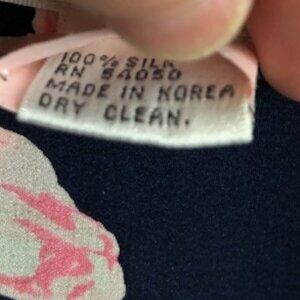 100% SILK
RN 54050
MADE IN KOREA
DRY CLEAN.